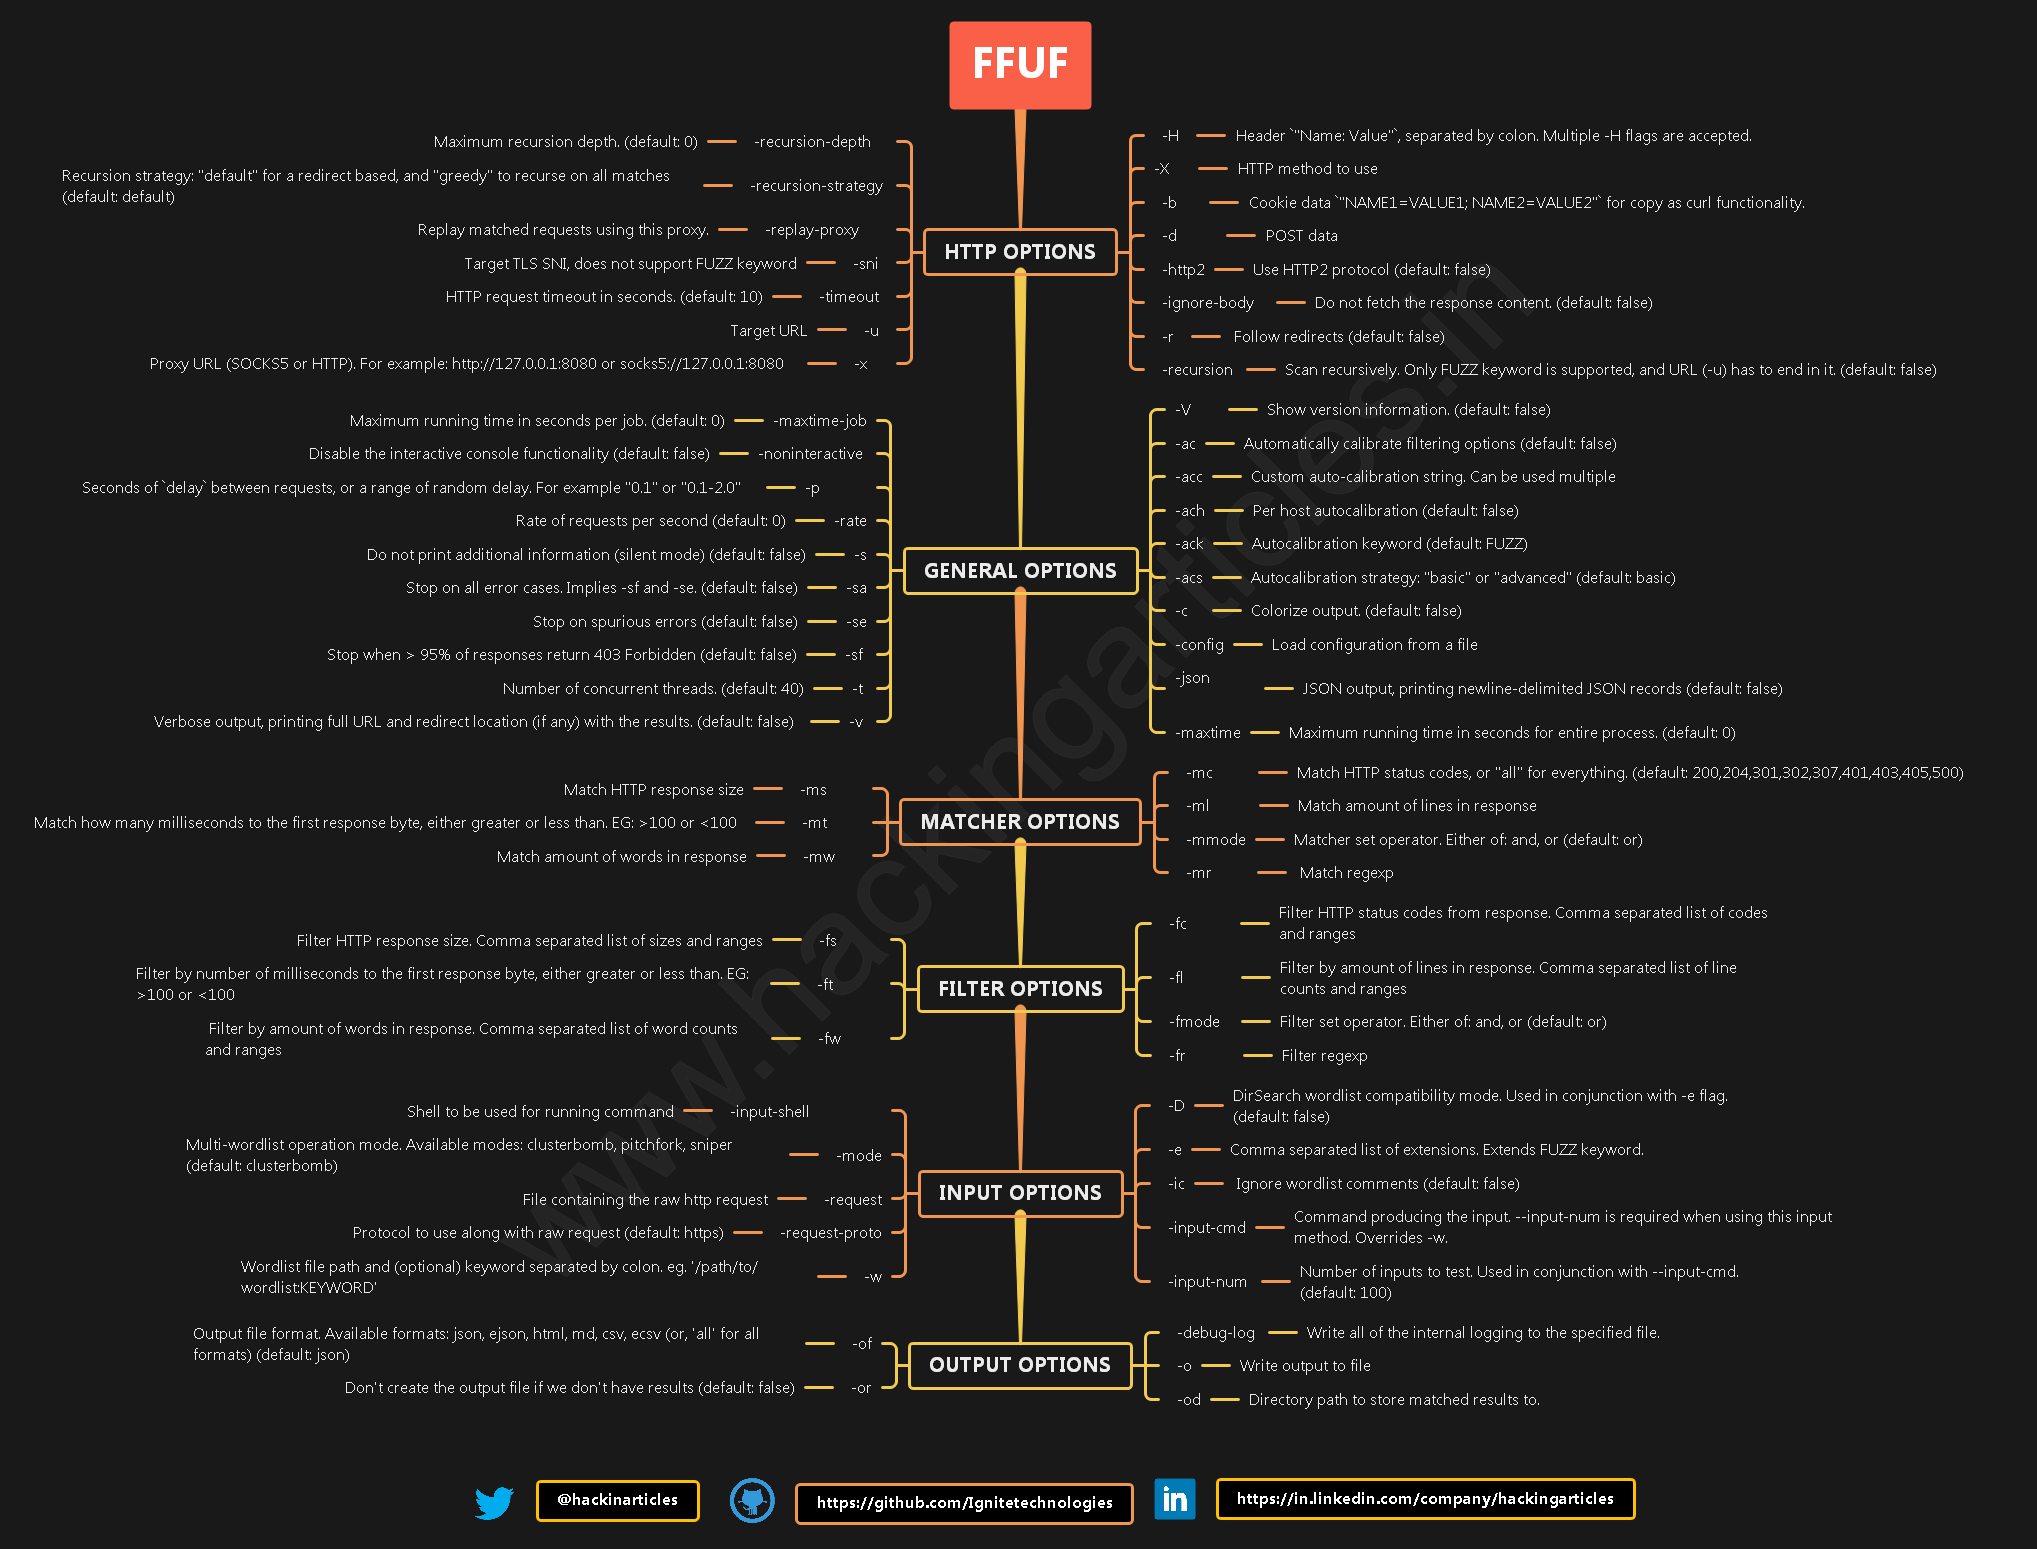 FFUF
HTTP OPTIONS
Maximum recursion depth. (default: 0) -recursion-depth
Recursion strategy: "default" for a redirect based, and "greedy" to recurse on all matches
(default: default) -recursion-strategy
Replay matched requests using this proxy. -replay-proxy
Target TLS SNI, does not support FUZZ keyword -sni
HTTP request timeout in seconds. (default: 10) -timeout
Target URL -u
Proxy URL (SOCKS5 or HTTP). For example: http://127.0.0.1:8080 or socks5://127.0.0.1:8080 -x
-H Header `"Name: Value"`, separated by colon. Multiple -H flags are accepted.
-X HTTP method to use
-b Cookie data `"NAME1=VALUE1; NAME2=VALUE2"` for copy as curl functionality.
-d POST data
-http2 Use HTTP2 protocol (default: false)
-ignore-body Do not fetch the response content. (default: false)
-r Follow redirects (default: false)
-recursion Scan recursively. Only FUZZ keyword is supported, and URL (-u) has to end in it. (default: false)
GENERAL OPTIONS
Maximum running time in seconds per job. (default: 0) -maxtime-job
Disable the interactive console functionality (default: false) -noninteractive
Seconds of `delay` between requests, or a range of random delay. For example "0.1" or "0.1-2.0" -p
Rate of requests per second (default: 0) -rate
Do not print additional information (silent mode) (default: false) -s
Stop on all error cases. Implies -sf and -se. (default: false) -sa
Stop on spurious errors (default: false) -se
Stop when > 95% of responses return 403 Forbidden (default: false) -sf
Number of concurrent threads. (default: 40) -t
Verbose output, printing full URL and redirect location (if any) with the results. (default: false) -v
-V Show version information. (default: false)
-ac Automatically calibrate filtering options (default: false)
-acc Custom auto-calibration string. Can be used multiple
-ach Per host autocalibration (default: false)
-ack Autocalibration keyword (default: FUZZ)
-acs Autocalibration strategy: "basic" or "advanced" (default: basic)
-c Colorize output. (default: false)
-config Load configuration from a file
-json JSON output, printing newline-delimited JSON records (default: false)
-maxtime Maximum running time in seconds for entire process. (default: 0)
MATCHER OPTIONS
Match HTTP response size -ms
Match how many milliseconds to the first response byte, either greater or less than. EG: >100 or <100 -mt
Match amount of words in response -mw
-mc Match HTTP status codes, or "all" for everything. (default: 200,204,301,302,307,401,403,405,500)
-ml Match amount of lines in response
-mmode Matcher set operator. Either of: and, or (default: or)
-mr Match regexp
FILTER OPTIONS
Filter HTTP response size. Comma separated list of sizes and ranges -fs
Filter by number of milliseconds to the first response byte, either greater or less than. EG:
>100 or <100 -ft
Filter by amount of words in response. Comma separated list of word counts
and ranges -fw
-fc Filter HTTP status codes from response. Comma separated list of codes
and ranges
-fl Filter by amount of lines in response. Comma separated list of line
counts and ranges
-fmode Filter set operator. Either of: and, or (default: or)
-fr Filter regexp
INPUT OPTIONS
Shell to be used for running command -input-shell
Multi-wordlist operation mode. Available modes: clusterbomb, pitchfork, sniper
(default: clusterbomb) -mode
File containing the raw http request -request
Protocol to use along with raw request (default: https) -request-proto
Wordlist file path and (optional) keyword separated by colon. eg. '/path/to/
wordlist:KEYWORD' -w
-D DirSearch wordlist compatibility mode. Used in conjunction with -e flag.
(default: false)
-e Comma separated list of extensions. Extends FUZZ keyword.
-ic Ignore wordlist comments (default: false)
-input-cmd Command producing the input. --input-num is required when using this input
method. Overrides -w.
-input-num Number of inputs to test. Used in conjunction with --input-cmd.
(default: 100)
OUTPUT OPTIONS
Output file format. Available formats: json, ejson, html, md, csv, ecsv (or, 'all' for all
formats) (default: json) -of
Don't create the output file if we don't have results (default: false) -or
-debug-log Write all of the internal logging to the specified file.
-o Write output to file
-od Directory path to store matched results to.
www.hackingarticles.in
@hackinarticles
https://github.com/Ignitetechnologies
in
https://in.linkedin.com/company/hackingarticles